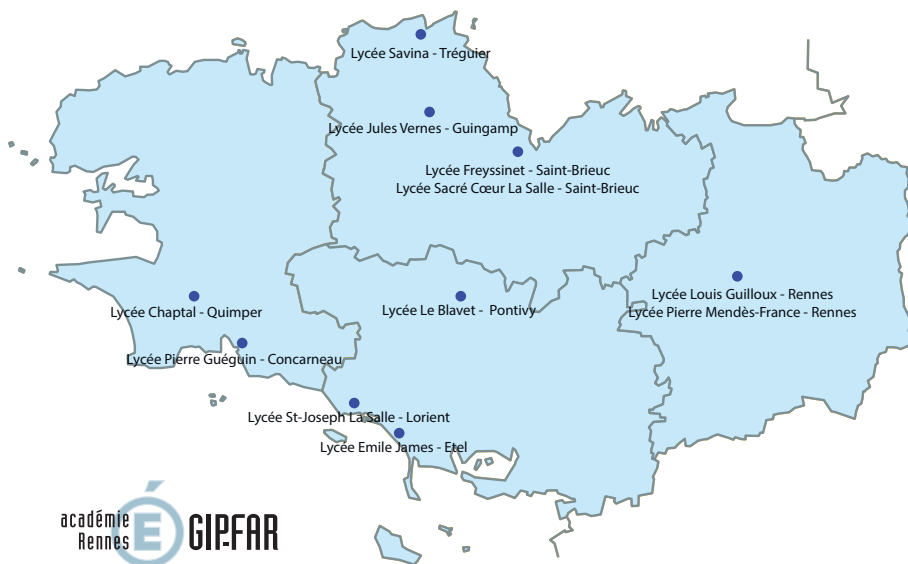 Lycée Savina - Tréguier
Lycée Jules Vernes - Guingamp
Lycée Freyssinet - Saint-Brieuc
Lycée Sacré Cœur La Salle - Saint-Brieuc
Lycée Louis Guilloux - Rennes
Lycée Pierre Mendès-France - Rennes
Lycée Chaptal - Quimper
Lycée Le Blavet - Pontivy
Lycée Pierre Guéguin - Concarneau
Lycée St-Joseph La Salle - Lorient
Lycée Emile James - Etel
académie
Rennes
É
GIP-FAR